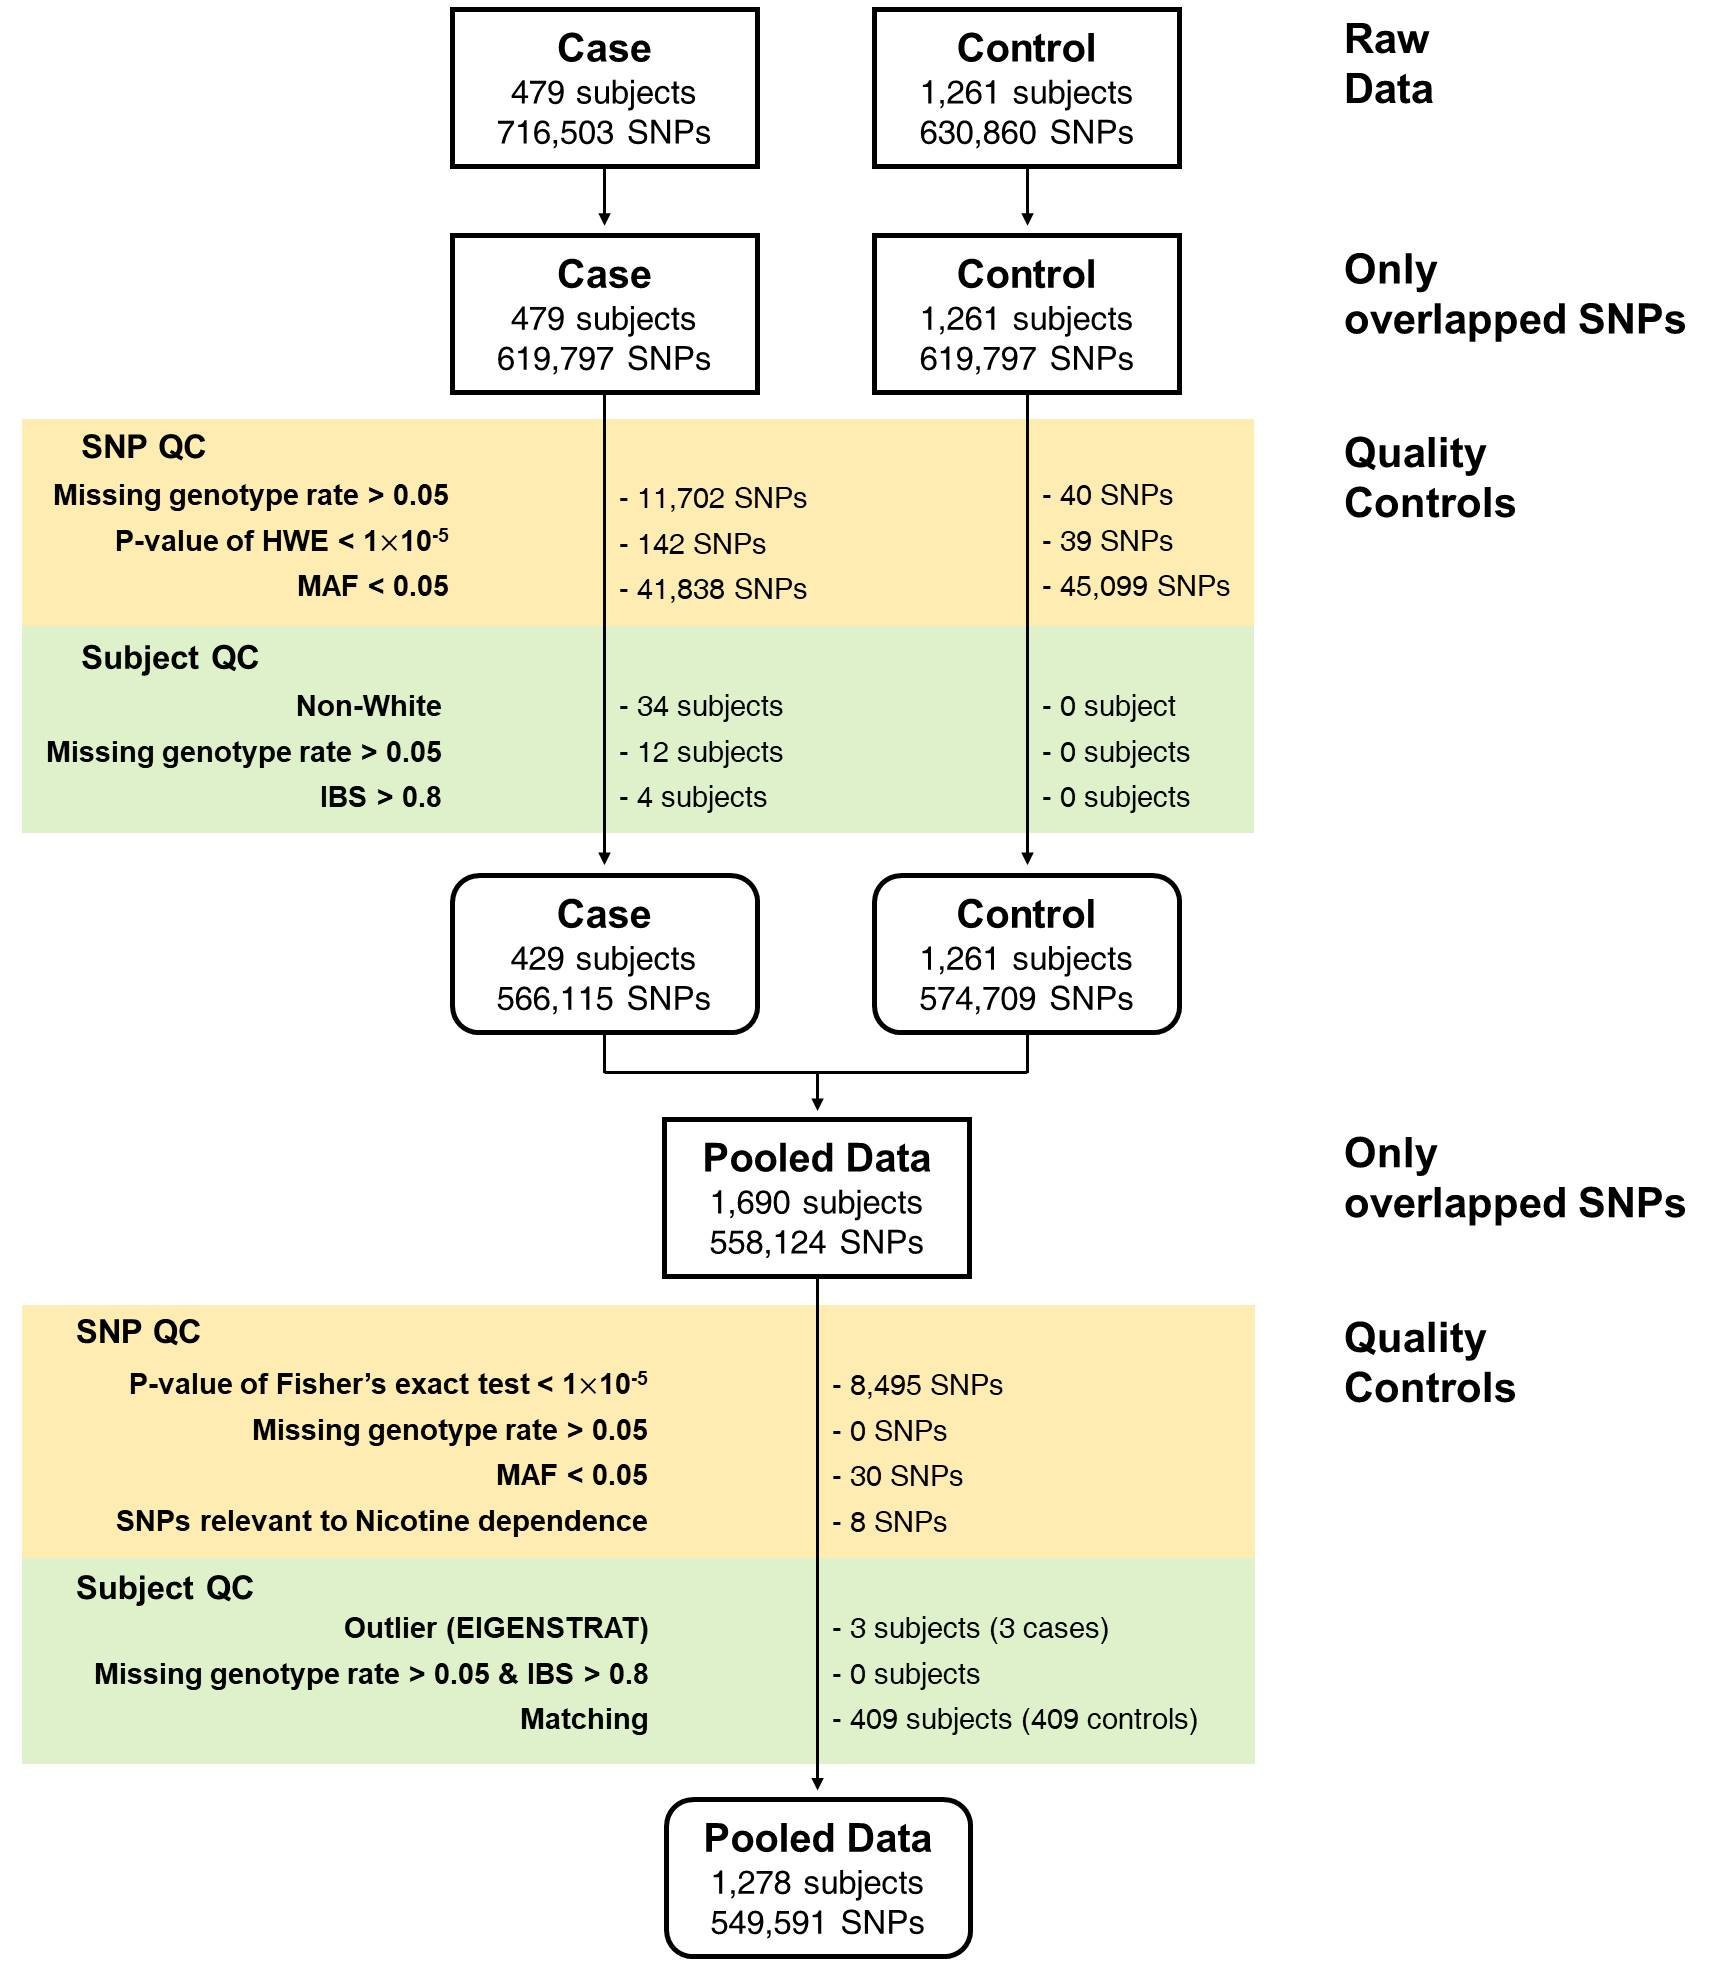 Case
479 subjects
716,503 SNPs
Control
1,261 subjects
630,860 SNPs
Raw
Data
Case
479 subjects
619,797 SNPs
Control
1,261 subjects
619,797 SNPs
Only
overlapped SNPs
SNP QC
Missing genotype rate > 0.05 - 11,702 SNPs - 40 SNPs
P-value of HWE < 1×10-5 - 142 SNPs - 39 SNPs
MAF < 0.05 - 41,838 SNPs - 45,099 SNPs
Quality
Controls
Subject QC
Non-White - 34 subjects - 0 subject
Missing genotype rate > 0.05 - 12 subjects - 0 subjects
IBS > 0.8 - 4 subjects - 0 subjects
Case
429 subjects
566,115 SNPs
Control
1,261 subjects
574,709 SNPs
Pooled Data
1,690 subjects
558,124 SNPs
Only
overlapped SNPs
SNP QC
P-value of Fisher’s exact test < 1×10-5 - 8,495 SNPs
Missing genotype rate > 0.05 - 0 SNPs
MAF < 0.05 - 30 SNPs
SNPs relevant to Nicotine dependence - 8 SNPs
Quality
Controls
Subject QC
Outlier (EIGENSTRAT) - 3 subjects (3 cases)
Missing genotype rate > 0.05 & IBS > 0.8 - 0 subjects
Matching - 409 subjects (409 controls)
Pooled Data
1,278 subjects
549,591 SNPs